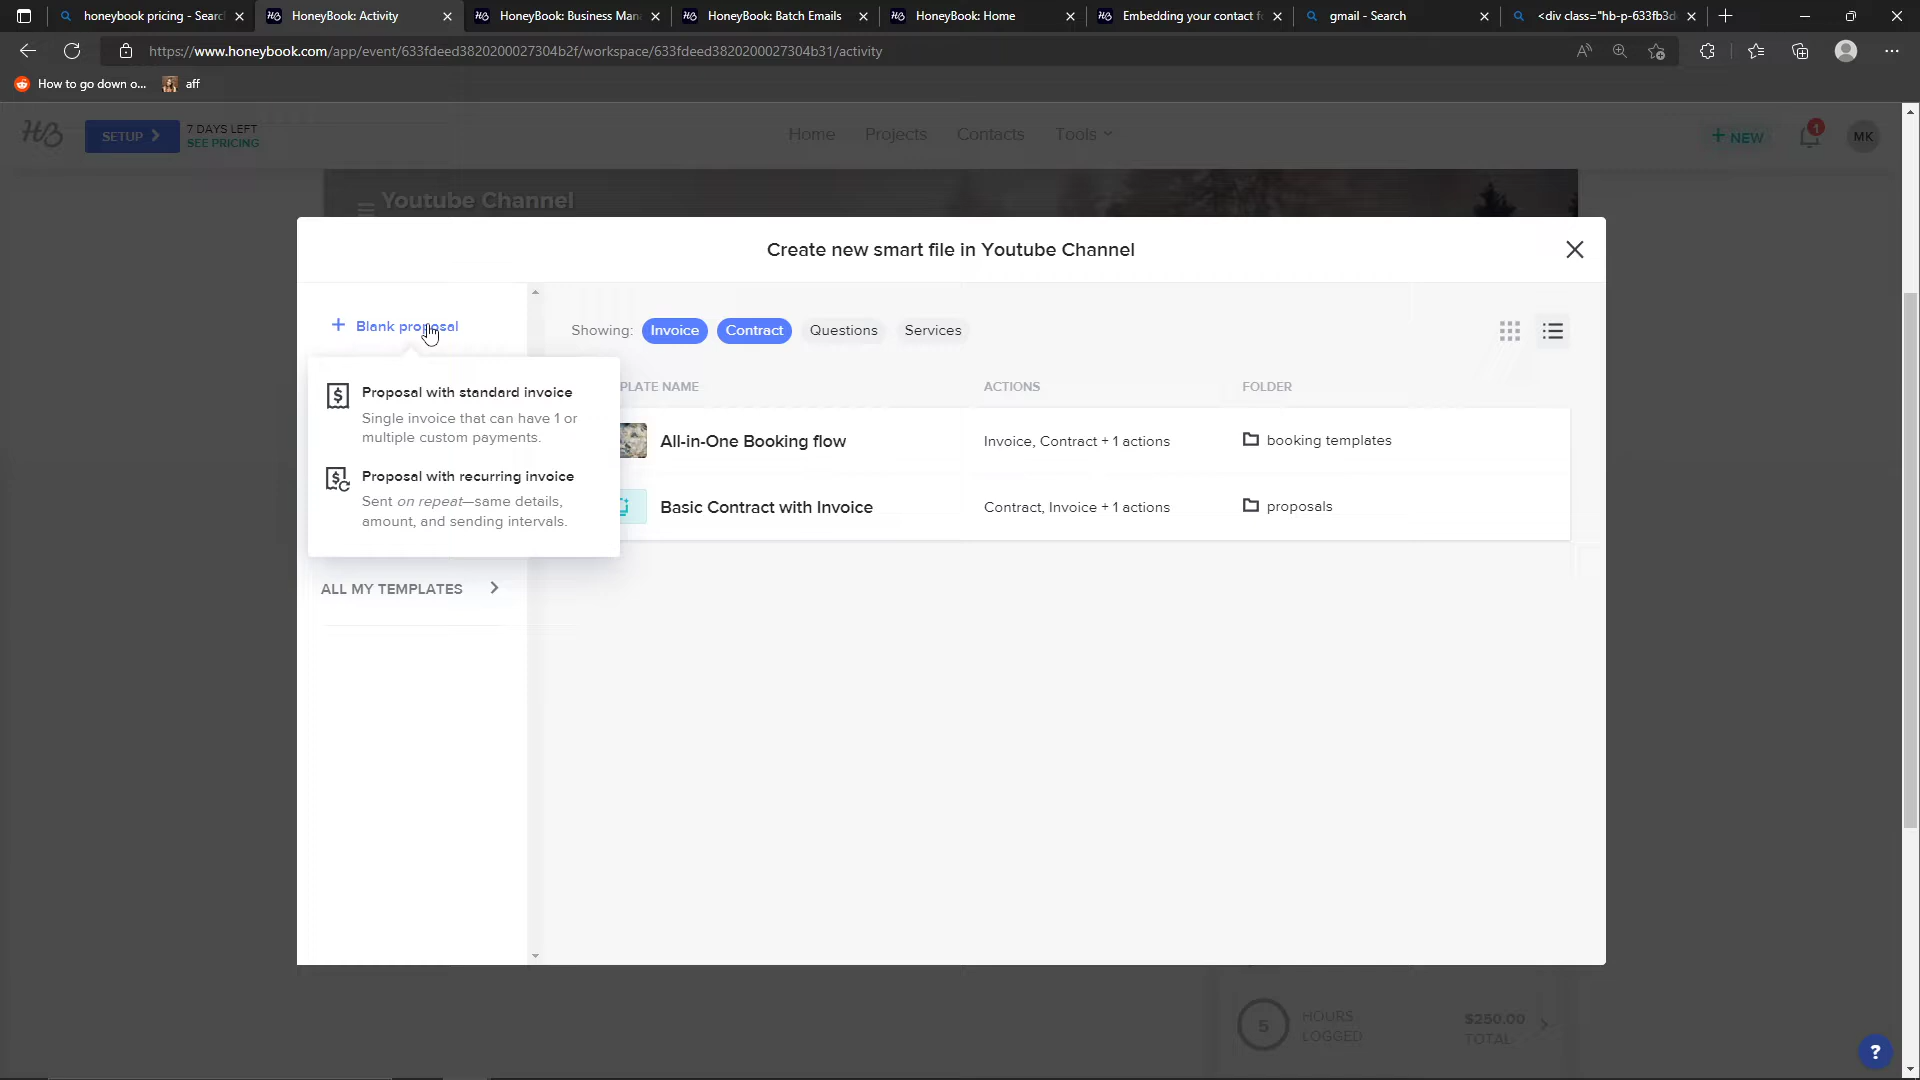 honeybook pricing - Searc
HoneyBook: Activity
HoneyBook: Business Man
HoneyBook: Batch Emails
HoneyBook: Home
Embedding your contact f
gmail - Search
<div class="hb-p-633fb3d
https://www.honeybook.com/app/event/633fdeed3820200027304b2f/workspace/633fdeed3820200027304b31/activity
How to go down o...
aff
HB
SETUP
7 DAYS LEFT
SEE PRICING
Home
Projects
Contacts
Tools
+ NEW
1
MK
Youtube Channel
Create new smart file in Youtube Channel
+ Blank proposal
Showing:
Invoice
Contract
Questions
Services
Proposal with standard invoice
Single invoice that can have 1 or
multiple custom payments.
Proposal with recurring invoice
Sent on repeat—same details,
amount, and sending intervals.
PLATE NAME
ACTIONS
FOLDER
All-in-One Booking flow
Invoice, Contract + 1 actions
booking templates
Basic Contract with Invoice
Contract, Invoice + 1 actions
proposals
ALL MY TEMPLATES
5
HOURS
LOGGED
$250.00
TOTAL
?